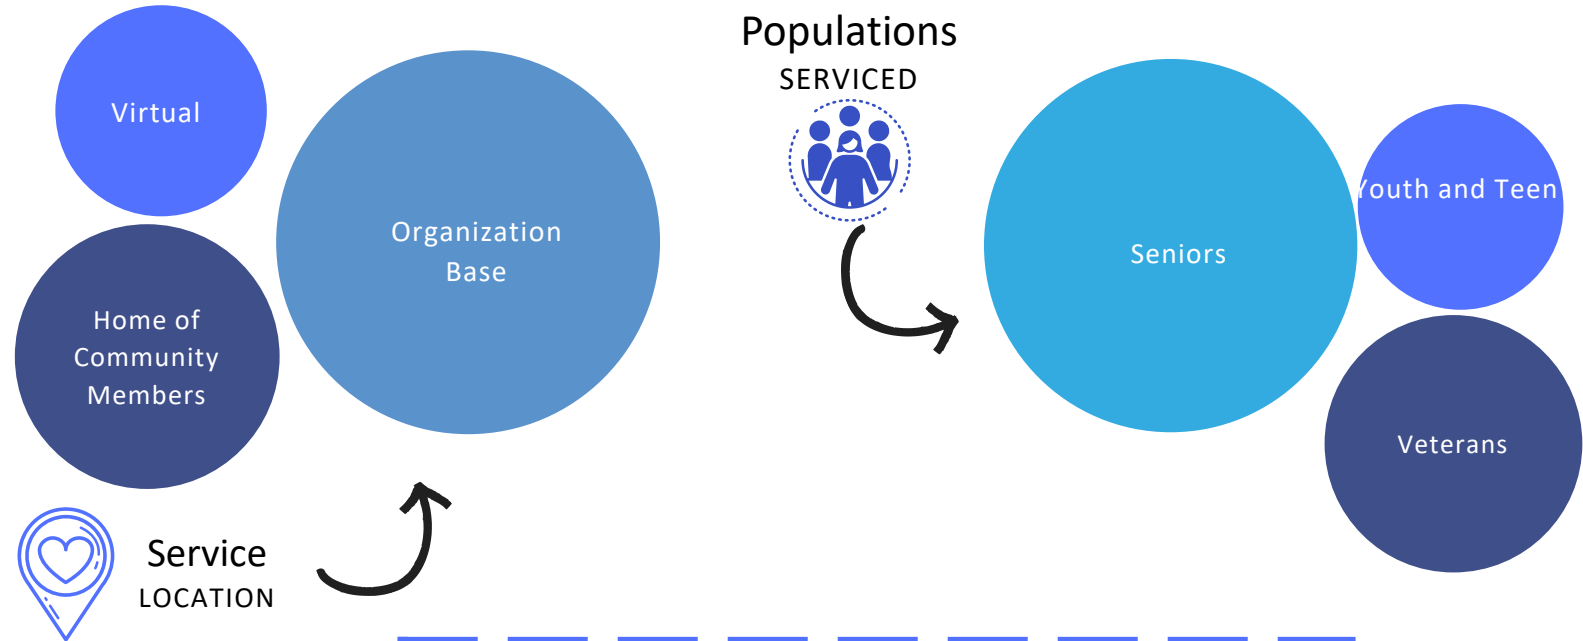 Virtual
Organization
Base
Home of
Community
Members
Service
LOCATION
Populations
SERVICED
Seniors
Youth and Teen
Veterans